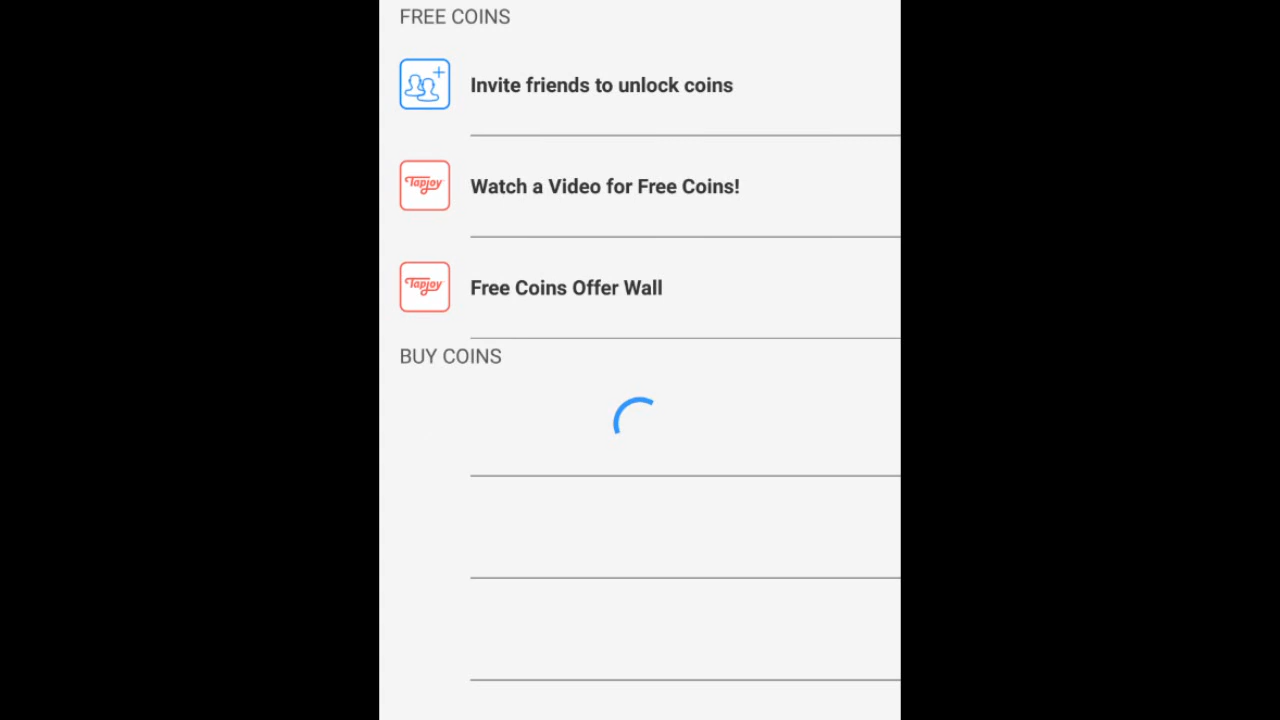 FREE COINS
Invite friends to unlock coins
Tapjoy
Watch a Video for Free Coins!
Tapjoy
Free Coins Offer Wall
BUY COINS